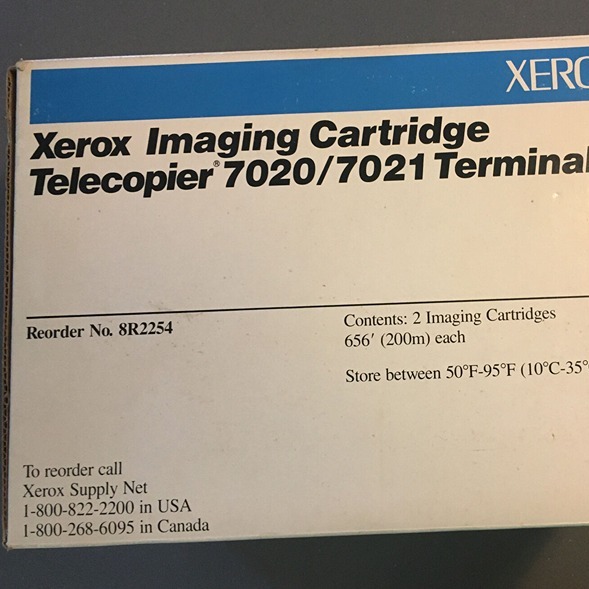 XERO
Xerox Imaging Cartridge
Telecopier® 7020/7021 Terminal
Reorder No. 8R2254
Contents: 2 Imaging Cartridges
656′ (200m) each
Store between 50°F-95°F (10°C-35°
To reorder call
Xerox Supply Net
1-800-822-2200 in USA
1-800-268-6095 in Canada